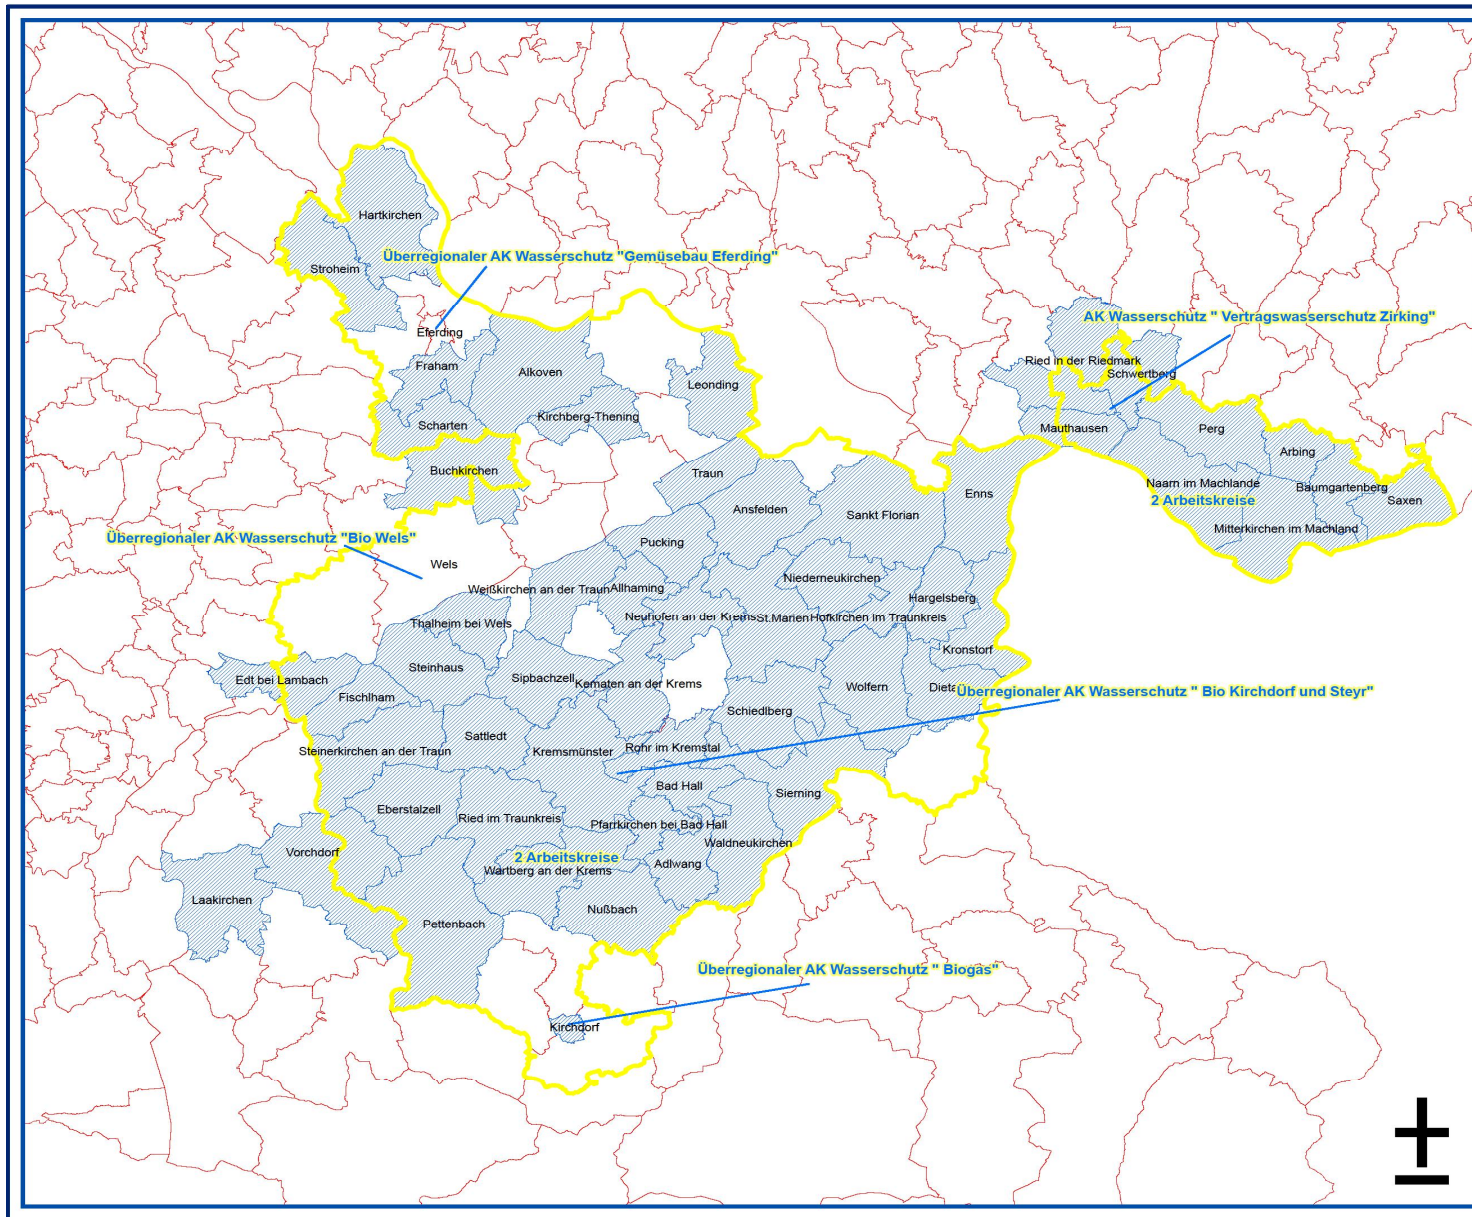 Hartkirchen
Überregionaler AK Wasserschutz "Gemüsebau Eferding"
Stroheim
AK Wasserschutz " Vertragswasserschutz Zirking"
Eferding
Ried in der Riedmark
Fraham
Alkoven
Schwertberg
Leonding
Kirchberg-Thening
Scharten
Mauthausen
Perg
Arbing
Buchkirchen
Traun
Naarn im Machlande
Baumgartenberg
Enns
2 Arbeitskreise
Saxen
Ansfelden
Sankt Florian
Mitterkirchen im Machland
Überregionaler AK Wasserschutz "Bio Wels"
Pucking
Wels
Niederneukirchen
Weißkirchen an der Traun
Allhaming
Hargelsberg
Neuhofen an der Krems
St.Marien
Hofkirchen im Traunkreis
Thalheim bei Wels
Kronstorf
Steinhaus
Edt bei Lambach
Sipbachzell
Kematen an der Krems
Wolfern
Dieta
Überregionaler AK Wasserschutz " Bio Kirchdorf und Steyr"
Fischlham
Schiedlberg
Sattledt
Steinerkirchen an der Traun
Kremsmünster
Rohr im Kremstal
Bad Hall
Sierning
Eberstalzell
Ried im Traunkreis
Pfarrkirchen bei Bad Hall
Waldneukirchen
Vorchdorf
2 Arbeitskreise
Adlwang
Wartberg an der Krems
Laakirchen
Nußbach
Pettenbach
Überregionaler AK Wasserschutz " Biogas"
Kirchdorf